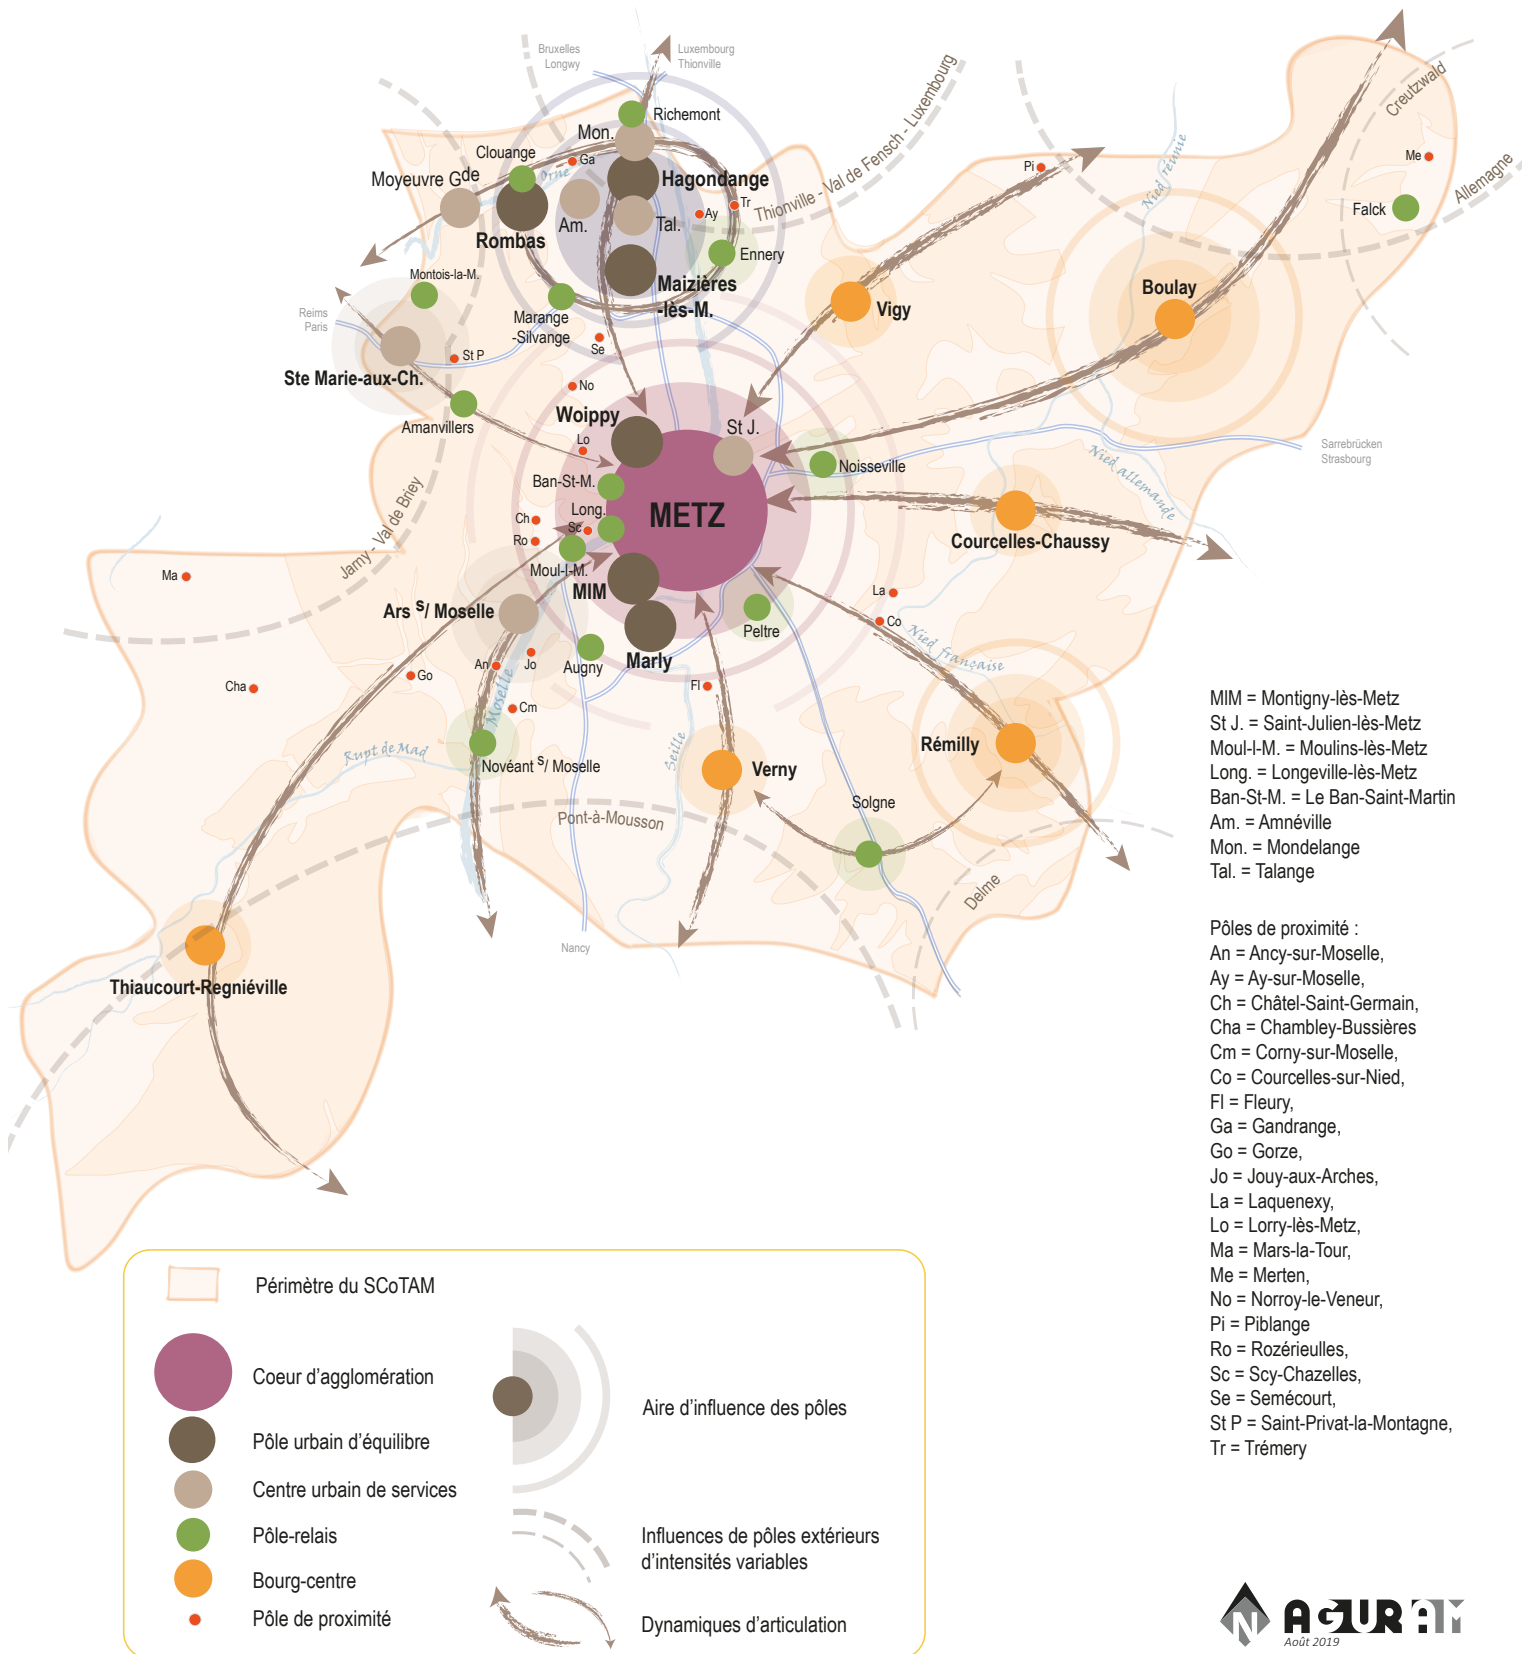 Bruxelles
Longwy
Luxembourg
Thionville
Richemont
Mon.
Clouange
Ga
Orne
Moyeuvre Gde
Hagondange
Tr
Ay
Am.
Tal.
Rombas
Ennery
Thionville - Val de Fensch - Luxembourg
Montois-la-M.
Maizières
-lès-M.
Marange
-Silvange
Reims
Paris
Se
St P
Ste Marie-aux-Ch.
No
Amanvillers
Woippy
St J.
Lo
Vigy
Boulay
Pi
Nied réunie
Creutzwald
Me
Allemagne
Falck
Sarrebrücken
Strasbourg
Nied allemande
Noisseville
Ban-St-M.
Long.
METZ
Ch
Sc
Ro
Courcelles-Chaussy
Jarny - Val de Briey
Ma
Moul-l-M.
MIM
La
Ars s/ Moselle
Peltre
Co
Nied française
Marly
An
Jo
Augny
Go
Cha
Fl
Cm
Moselle
Rupt de Mad
Seille
Rémilly
Novéant s/ Moselle
Verny
Solgne
Pont-à-Mousson
Delme
Nancy
Thiaucourt-Regniéville
MIM = Montigny-lès-Metz
St J. = Saint-Julien-lès-Metz
Moul-l-M. = Moulins-lès-Metz
Long. = Longeville-lès-Metz
Ban-St-M. = Le Ban-Saint-Martin
Am. = Amnéville
Mon. = Mondelange
Tal. = Talange
Pôles de proximité :
An = Ancy-sur-Moselle,
Ay = Ay-sur-Moselle,
Ch = Châtel-Saint-Germain,
Cha = Chambley-Bussières
Cm = Corny-sur-Moselle,
Co = Courcelles-sur-Nied,
Fl = Fleury,
Ga = Gandrange,
Go = Gorze,
Jo = Jouy-aux-Arches,
La = Laquenexy,
Lo = Lorry-lès-Metz,
Ma = Mars-la-Tour,
Me = Merten,
No = Norroy-le-Veneur,
Pi = Piblange
Ro = Rozérieulles,
Sc = Scy-Chazelles,
Se = Semécourt,
St P = Saint-Privat-la-Montagne,
Tr = Trémery
Périmètre du SCoTAM
Coeur d'agglomération
Pôle urbain d'équilibre
Centre urbain de services
Pôle-relais
Bourg-centre
Pôle de proximité
Aire d'influence des pôles
Influences de pôles extérieurs
d'intensités variables
Dynamiques d'articulation
N
AGURAM
Août 2019